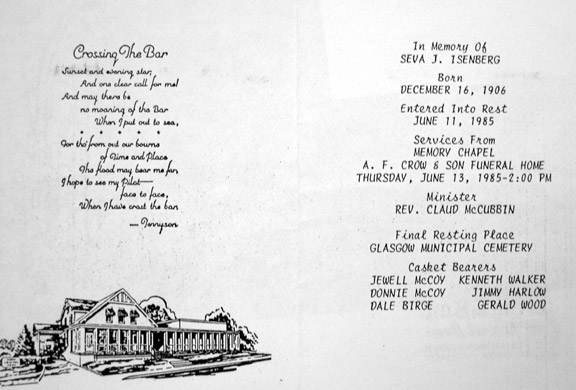 Crossing The Bar
Sunset and evening star,
And one clear call for me!
And may there be
no moaning of the Bar
When I put out to sea,
* * * * *
For tho' from out our bourne
of Time and Place
The flood may bear me far,
I hope to see my Pilot—
face to face,
When I have crost the bar.
— Tennyson
In Memory Of
SEVA J. ISENBERG
Born
DECEMBER 16, 1906
Entered Into Rest
JUNE 11, 1985
Services From
MEMORY CHAPEL
A. F. CROW & SON FUNERAL HOME
THURSDAY, JUNE 13, 1985-2:00 PM
Minister
REV. CLAUD McCUBBIN
Final Resting Place
GLASGOW MUNICIPAL CEMETERY
Casket Bearers
JEWELL McCOY KENNETH WALKER
DONNIE McCOY JIMMY HARLOW
DALE BIRGE GERALD WOOD